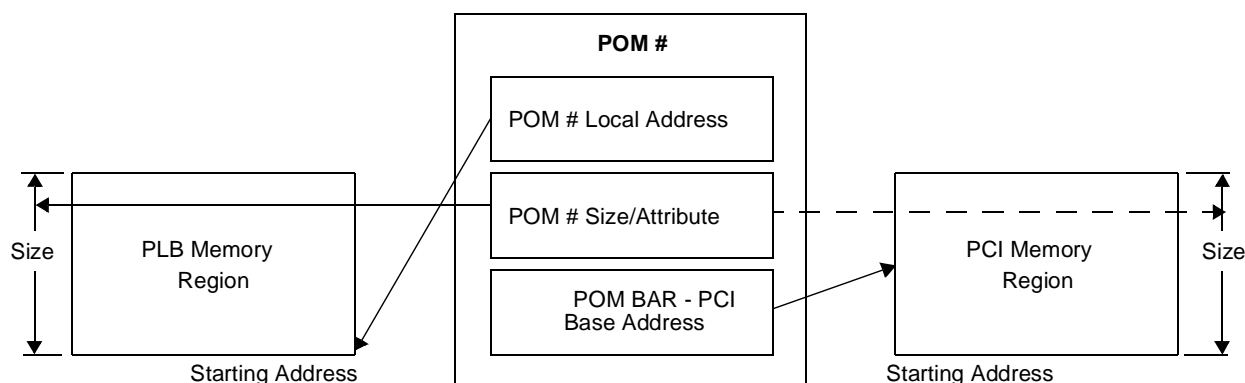 POM #
POM # Local Address
POM # Size/Attribute
POM BAR - PCI
Base Address
Size
PLB Memory
Region
Starting Address
PCI Memory
Region
Size
Starting Address